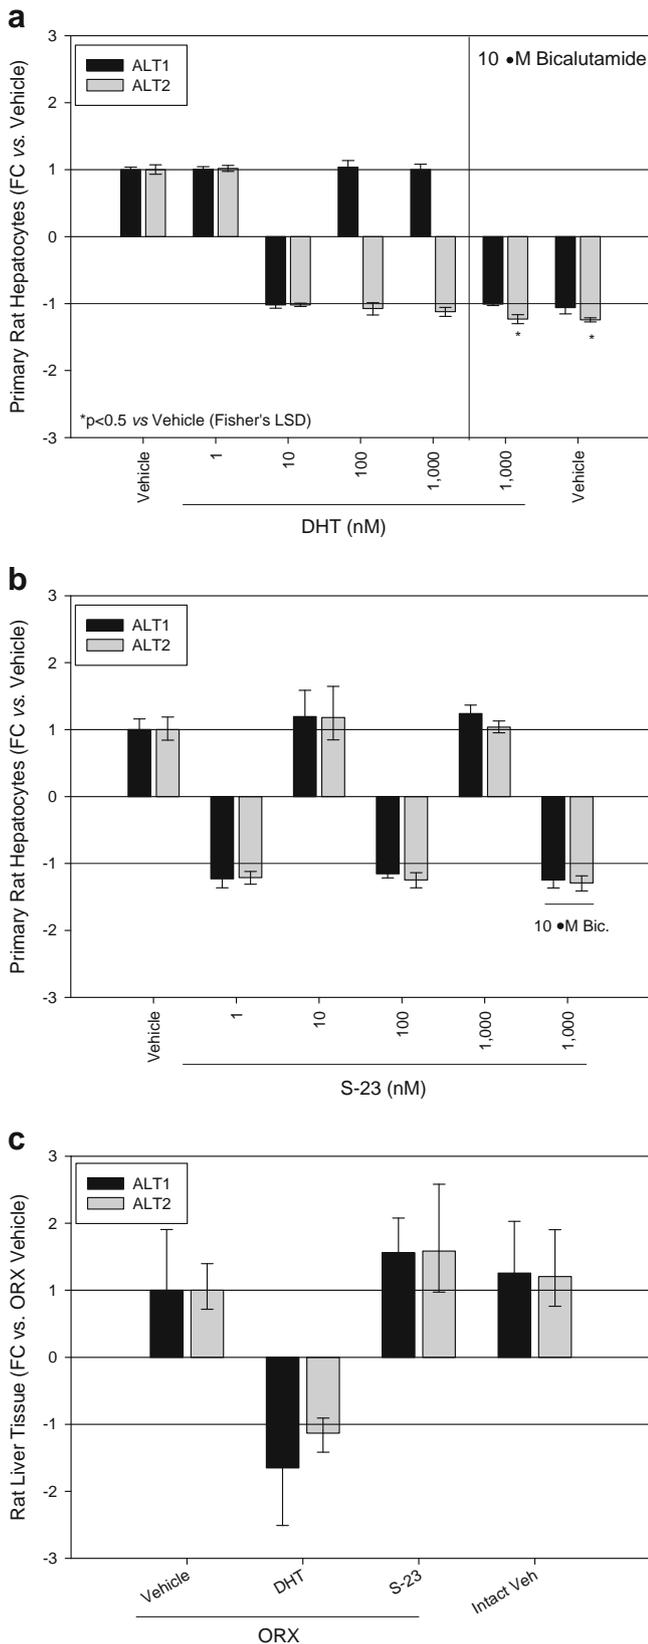 a
Primary Rat Hepatocytes (FC vs. Vehicle)
3
2
1
0
-1
-2
-3
ALT1
ALT2
10 •M Bicalutamide
*
*
*p<0.5 vs Vehicle (Fisher's LSD)
Vehicle
1
10
100
1,000
1,000
Vehicle
DHT (nM)
b
Primary Rat Hepatocytes (FC vs. Vehicle)
3
2
1
0
-1
-2
-3
ALT1
ALT2
10 •M Bic.
Vehicle
1
10
100
1,000
1,000
S-23 (nM)
c
Rat Liver Tissue (FC vs. ORX Vehicle)
3
2
1
0
-1
-2
-3
ALT1
ALT2
Vehicle
DHT
S-23
Intact Veh
ORX